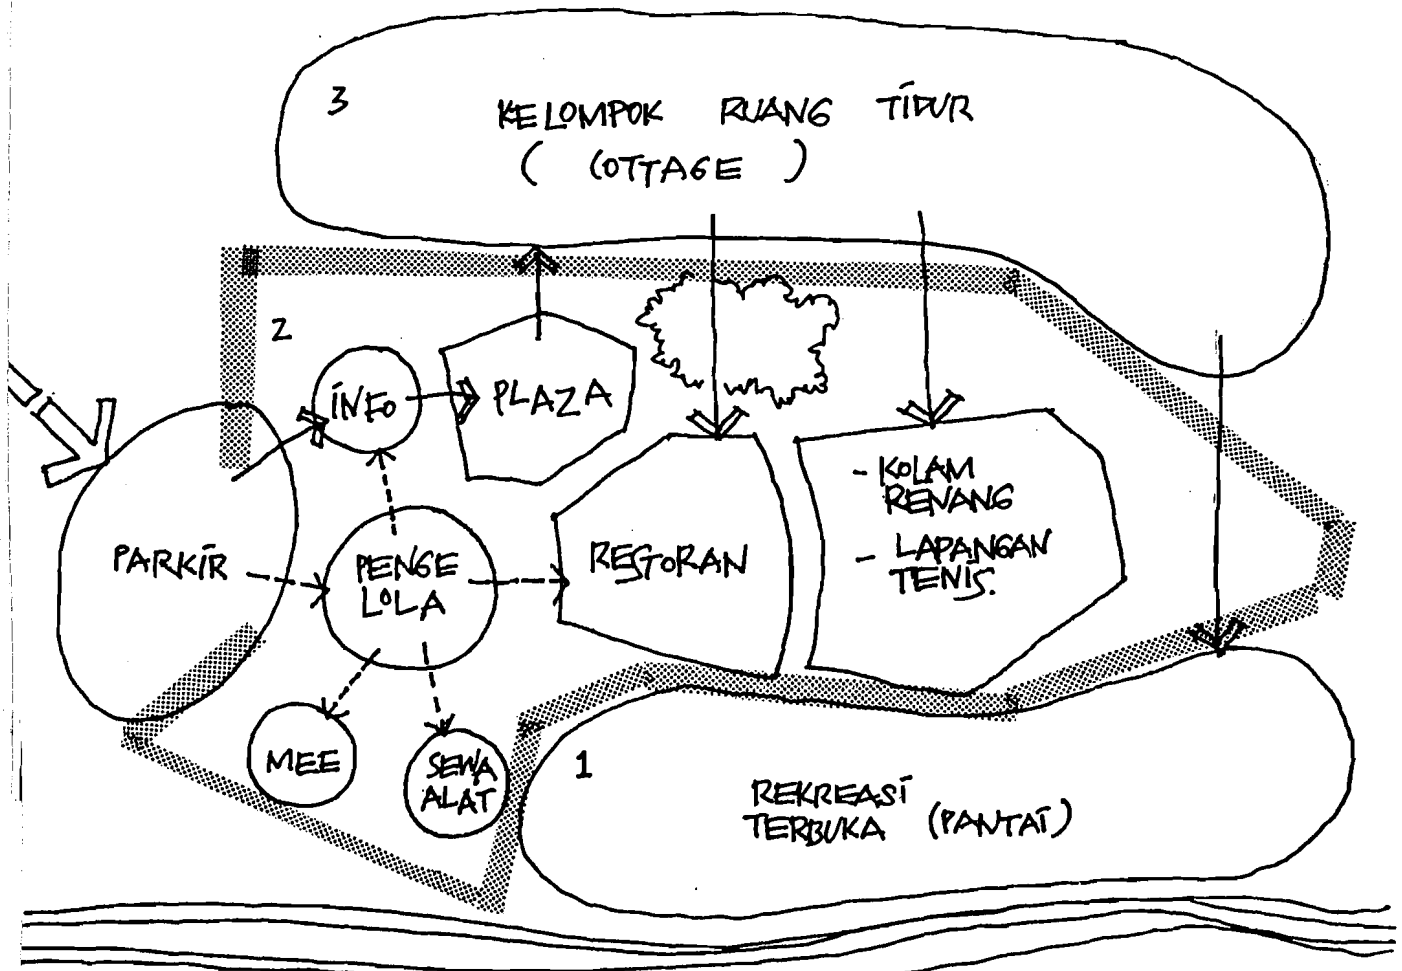 3
KELOMPOK RUANG TIDUR
( COTTAGE )
2
INFO
PLAZA
PARKIR
PENGE
LOLA
RESTORAN
- KOLAM
RENANG
- LAPANGAN
TENIS.
MEE
SEWA
ALAT
1
REKREASI
TERBUKA (PANTAI)